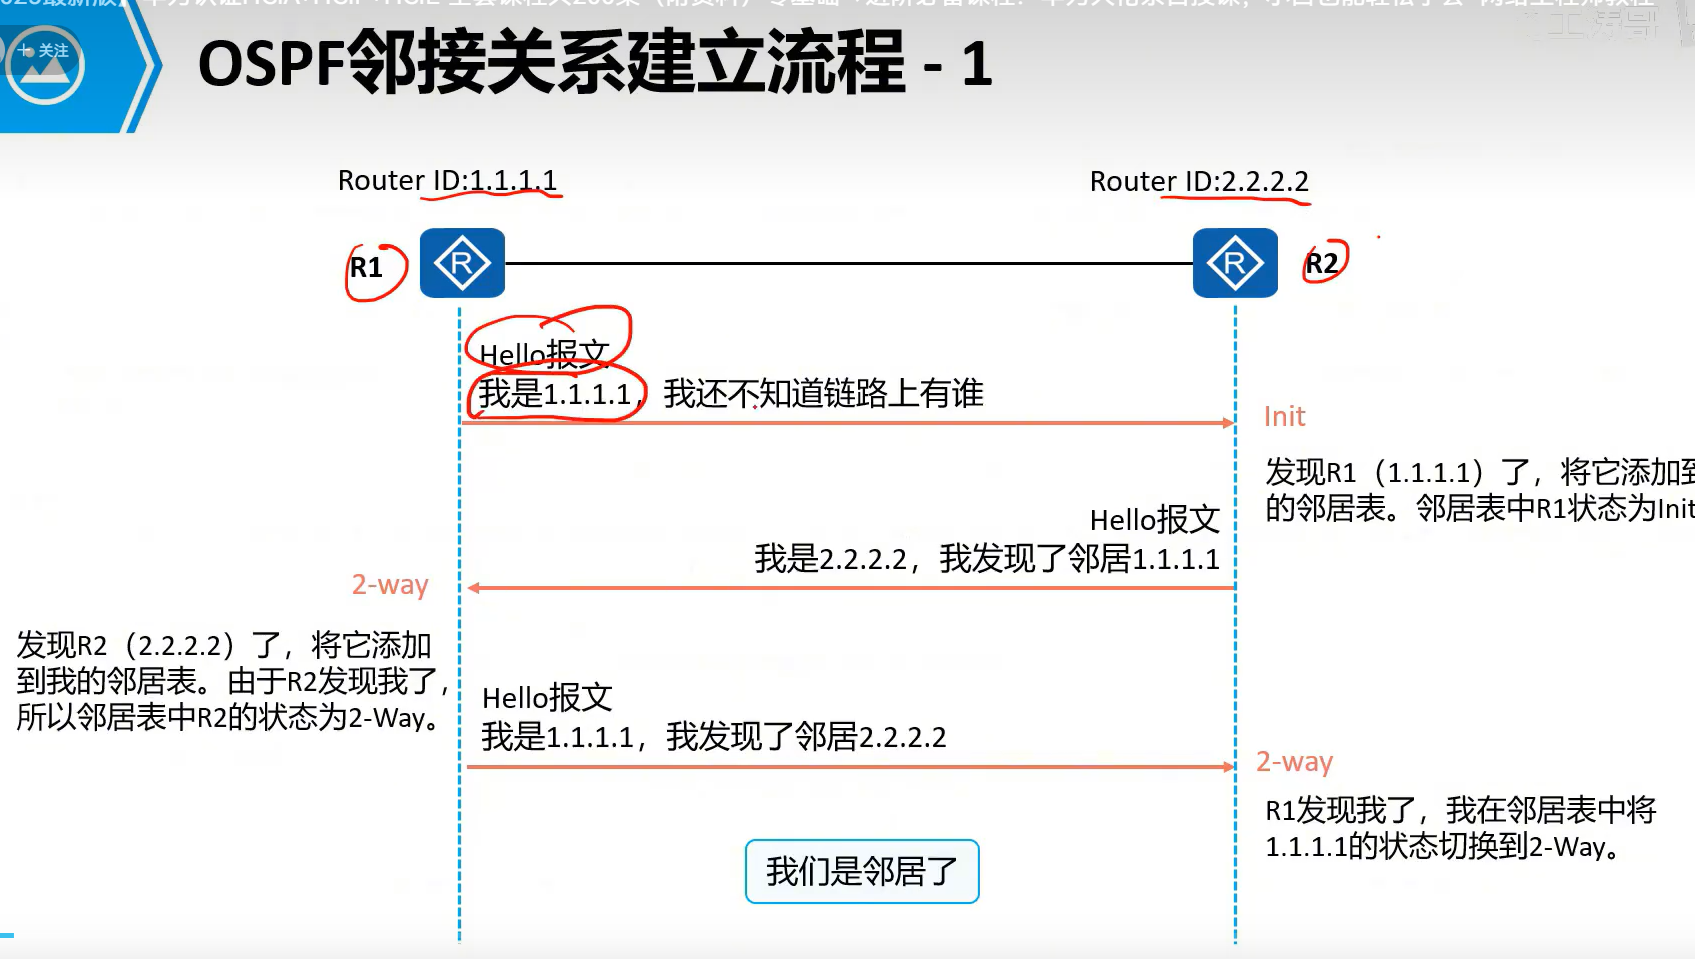 关注
OSPF邻接关系建立流程 - 1
Router ID:1.1.1.1
Router ID:2.2.2.2
R1
R
R
R2
Hello报文
我是1.1.1.1，我还不知道链路上有谁
Init
发现R1（1.1.1.1）了，将它添加到
的邻居表。邻居表中R1状态为Init
Hello报文
我是2.2.2.2，我发现了邻居1.1.1.1
2-way
发现R2（2.2.2.2）了，将它添加
到我的邻居表。由于R2发现我了，
所以邻居表中R2的状态为2-Way。
Hello报文
我是1.1.1.1，我发现了邻居2.2.2.2
2-way
R1发现我了，我在邻居表中将
1.1.1.1的状态切换到2-Way。
我们是邻居了